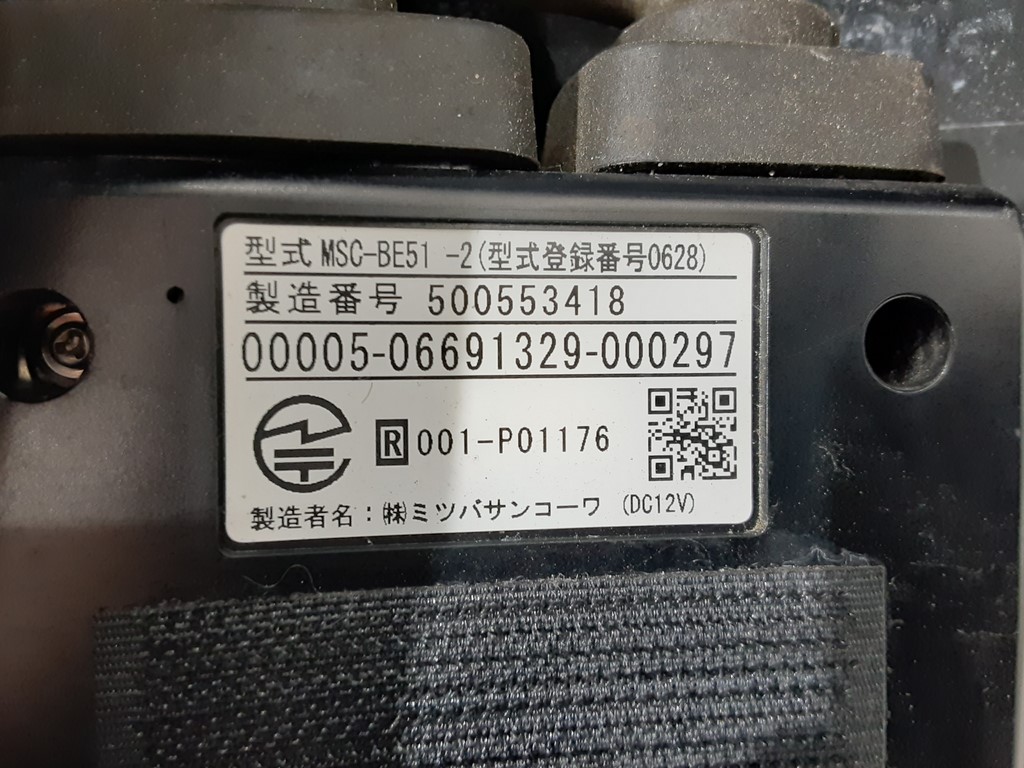 型式 MSC-BE51 -2(型式登録番号0628)
製造番号 500553418
00005-06691329-000297
R 001-P01176
製造者名:㈱ミツバサンコーワ (DC12V)